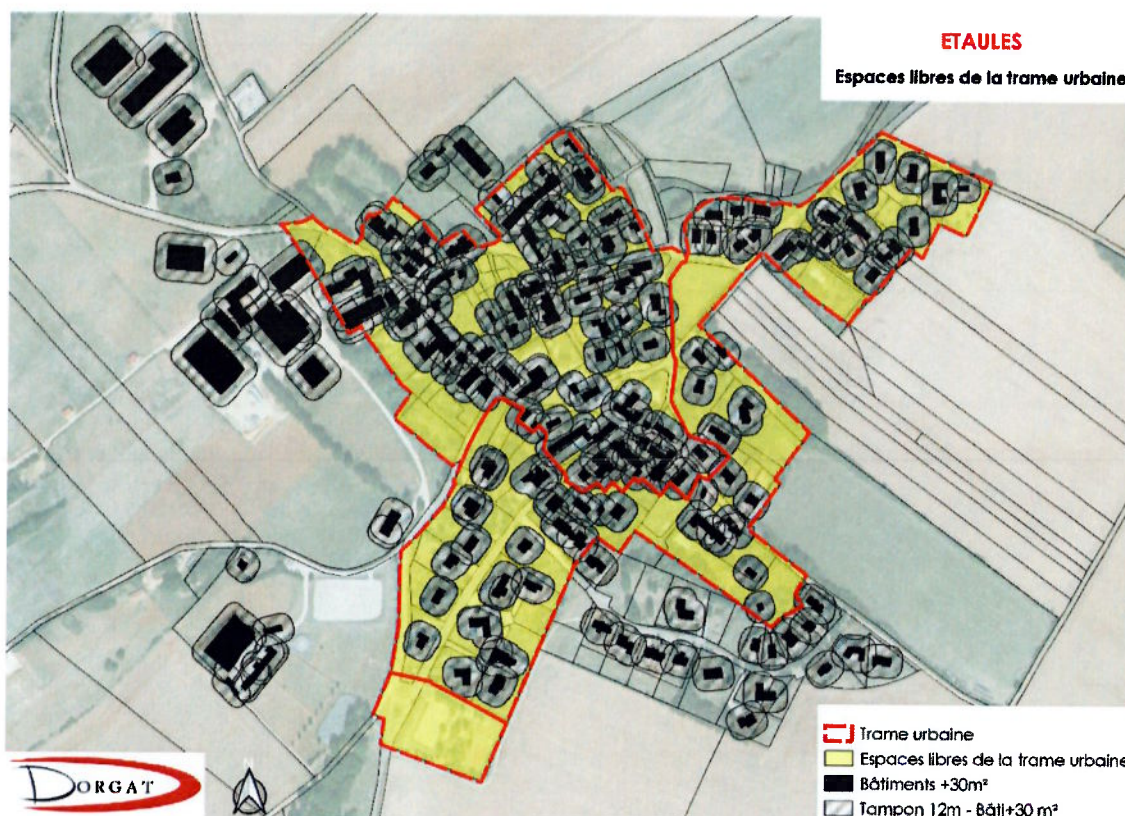 ETAULES
Espaces libres de la trame urbaine
Trame urbaine
Espaces libres de la trame urbaine
Bâtiments +30m²
Tampon 12m - Bâti+30 m²
DORGAT
N